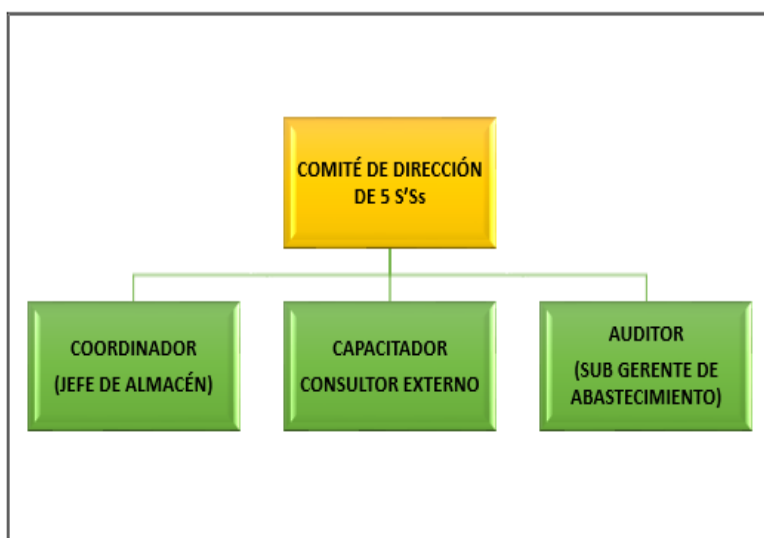 COMITÉ DE DIRECCIÓN
DE 5 S'Ss
COORDINADOR
(JEFE DE ALMACÉN)
CAPACITADOR
CONSULTOR EXTERNO
AUDITOR
(SUB GERENTE DE
ABASTECIMIENTO)